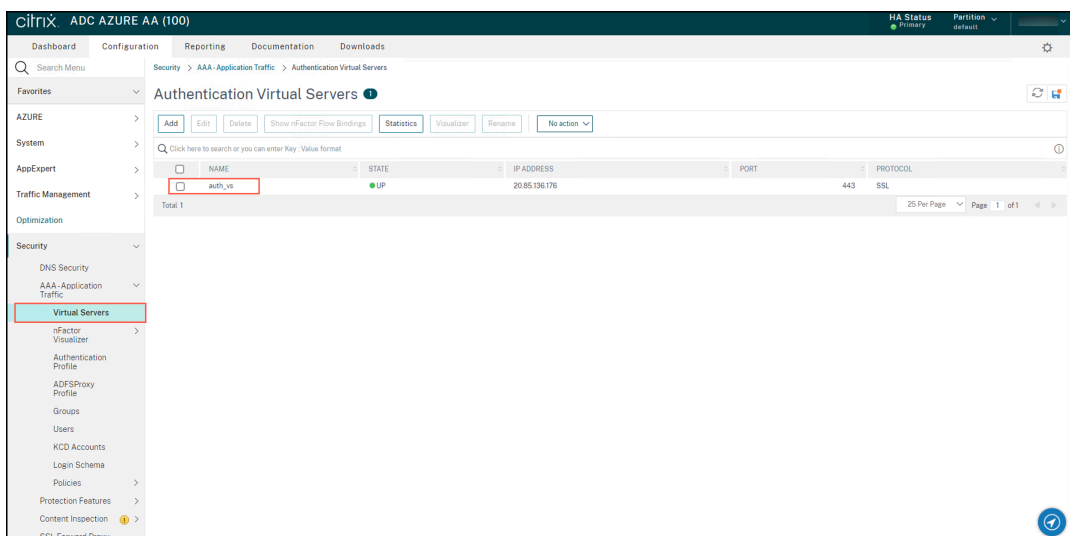 citrix. ADC AZURE AA (100)
HA Status
Primary
Partition
default
Dashboard Configuration Reporting Documentation Downloads
Search Menu
Favorites
AZURE
System
AppExpert
Traffic Management
Optimization
Security
DNS Security
AAA - Application
Traffic
Virtual Servers
nFactor
Visualizer
Authentication
Profile
ADFSProxy
Profile
Groups
Users
KCD Accounts
Login Schema
Policies
Protection Features
Content Inspection
Security > AAA - Application Traffic > Authentication Virtual Servers
Authentication Virtual Servers 1
Add Edit Delete Show nFactor Flow Bindings Statistics Visualizer Rename No action
Click here to search or you can enter Key : Value format
NAME STATE IP ADDRESS PORT PROTOCOL
auth_vs UP 20.85.136.176 443 SSL
Total 1 25 Per Page Page 1 of 1